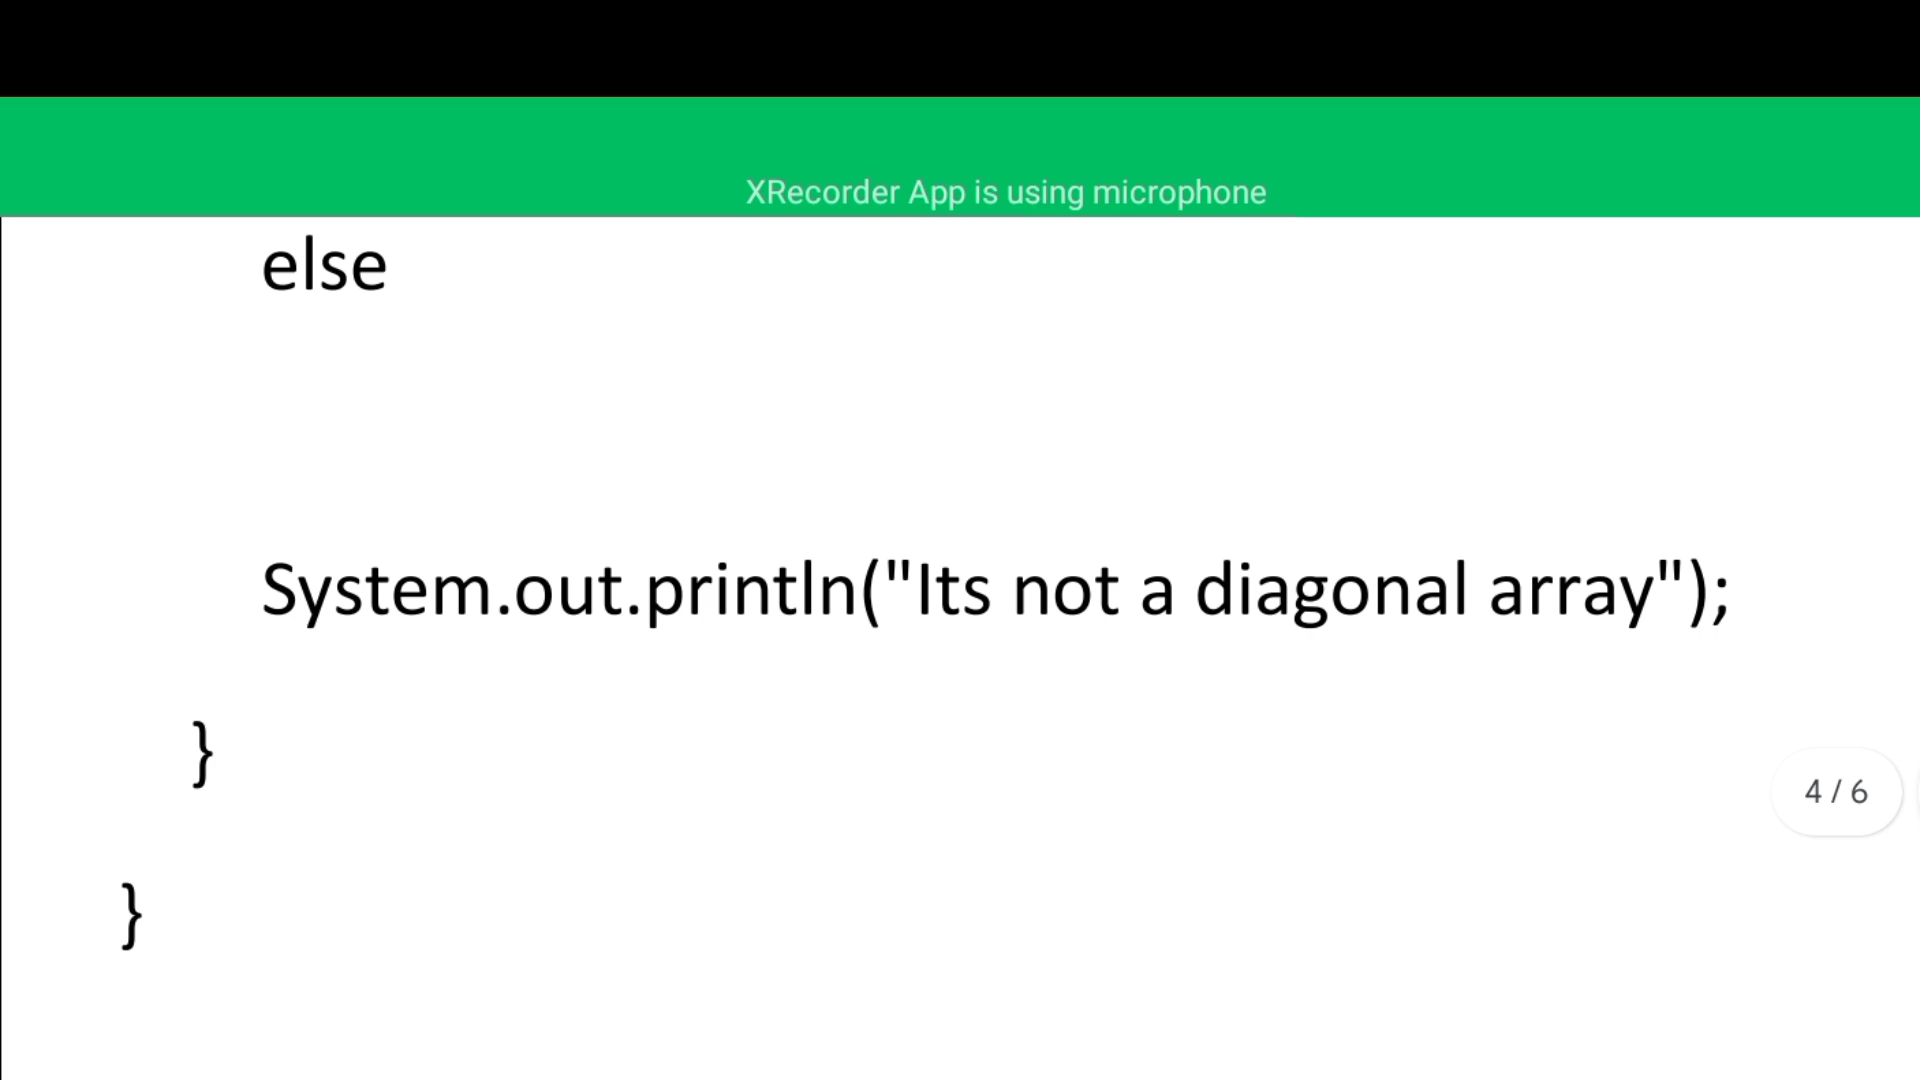 XRecorder App is using microphone
else
System.out.println("Its not a diagonal array");
}
4 / 6
}